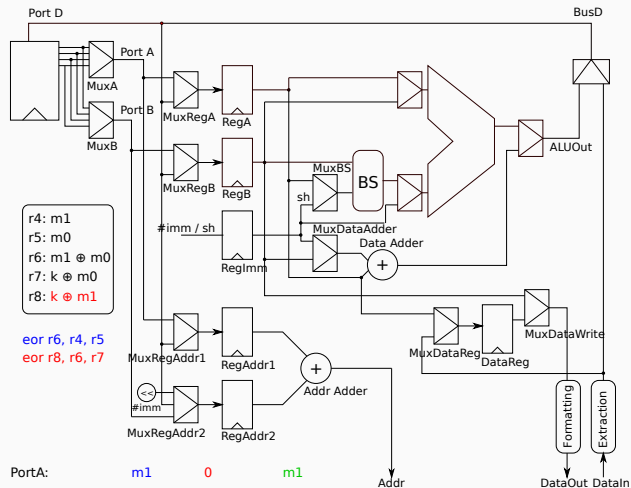 Port D
BusD
Port A
MuxA
Port B
MuxB
MuxRegA
RegA
MuxRegB
RegB
MuxBS
BS
sh
ALUOut
#imm / sh
RegImm
MuxDataAdder
Data Adder
+
r4: m1
r5: m0
r6: m1 ⊕ m0
r7: k ⊕ m0
r8: k ⊕ m1
eor r6, r4, r5
eor r8, r6, r7
MuxRegAddr1
RegAddr1
MuxDataReg
DataReg
MuxDataWrite
+
Addr Adder
<<
#imm
MuxRegAddr2
RegAddr2
Formatting
Extraction
PortA: m1 0 m1
Addr
DataOut
DataIn